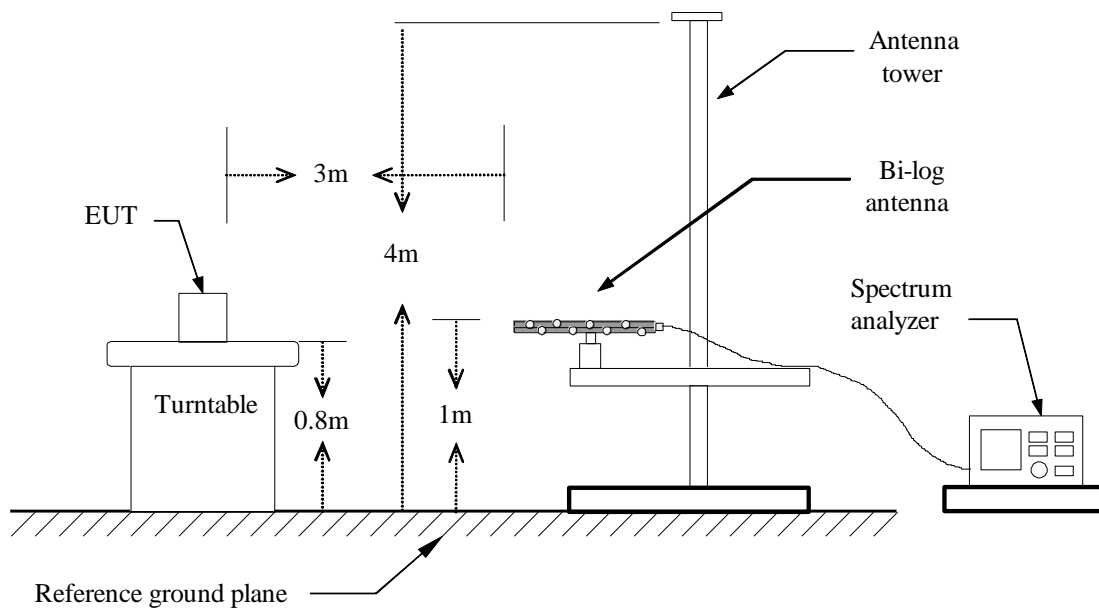 Antenna
tower
3m
Bi-log
antenna
EUT
4m
Spectrum
analyzer
Turntable
0.8m
1m
Reference ground plane